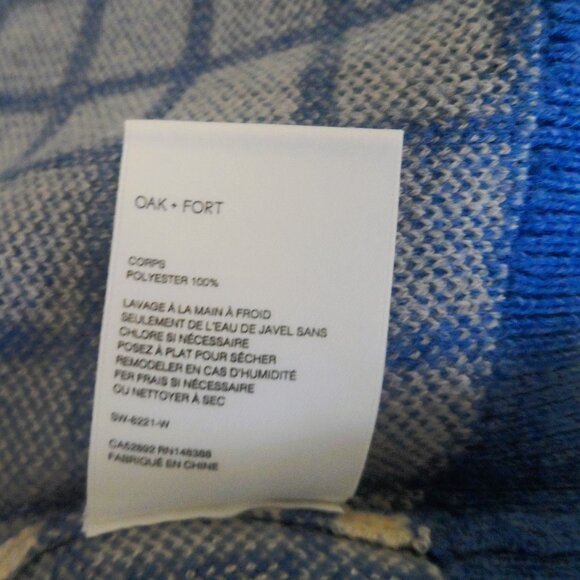 OAK + FORT
CORPS
POLYESTER 100%
LAVAGE À LA MAIN À FROID
SEULEMENT DE L'EAU DE JAVEL SANS
CHLORE SI NÉCESSAIRE
POSEZ À PLAT POUR SÉCHER
REMODELER EN CAS D'HUMIDITÉ
FER FRAIS SI NÉCESSAIRE
OU NETTOYER À SEC
SW-6221-W
CA52892 RN148388
FABRIQUÉ EN CHINE